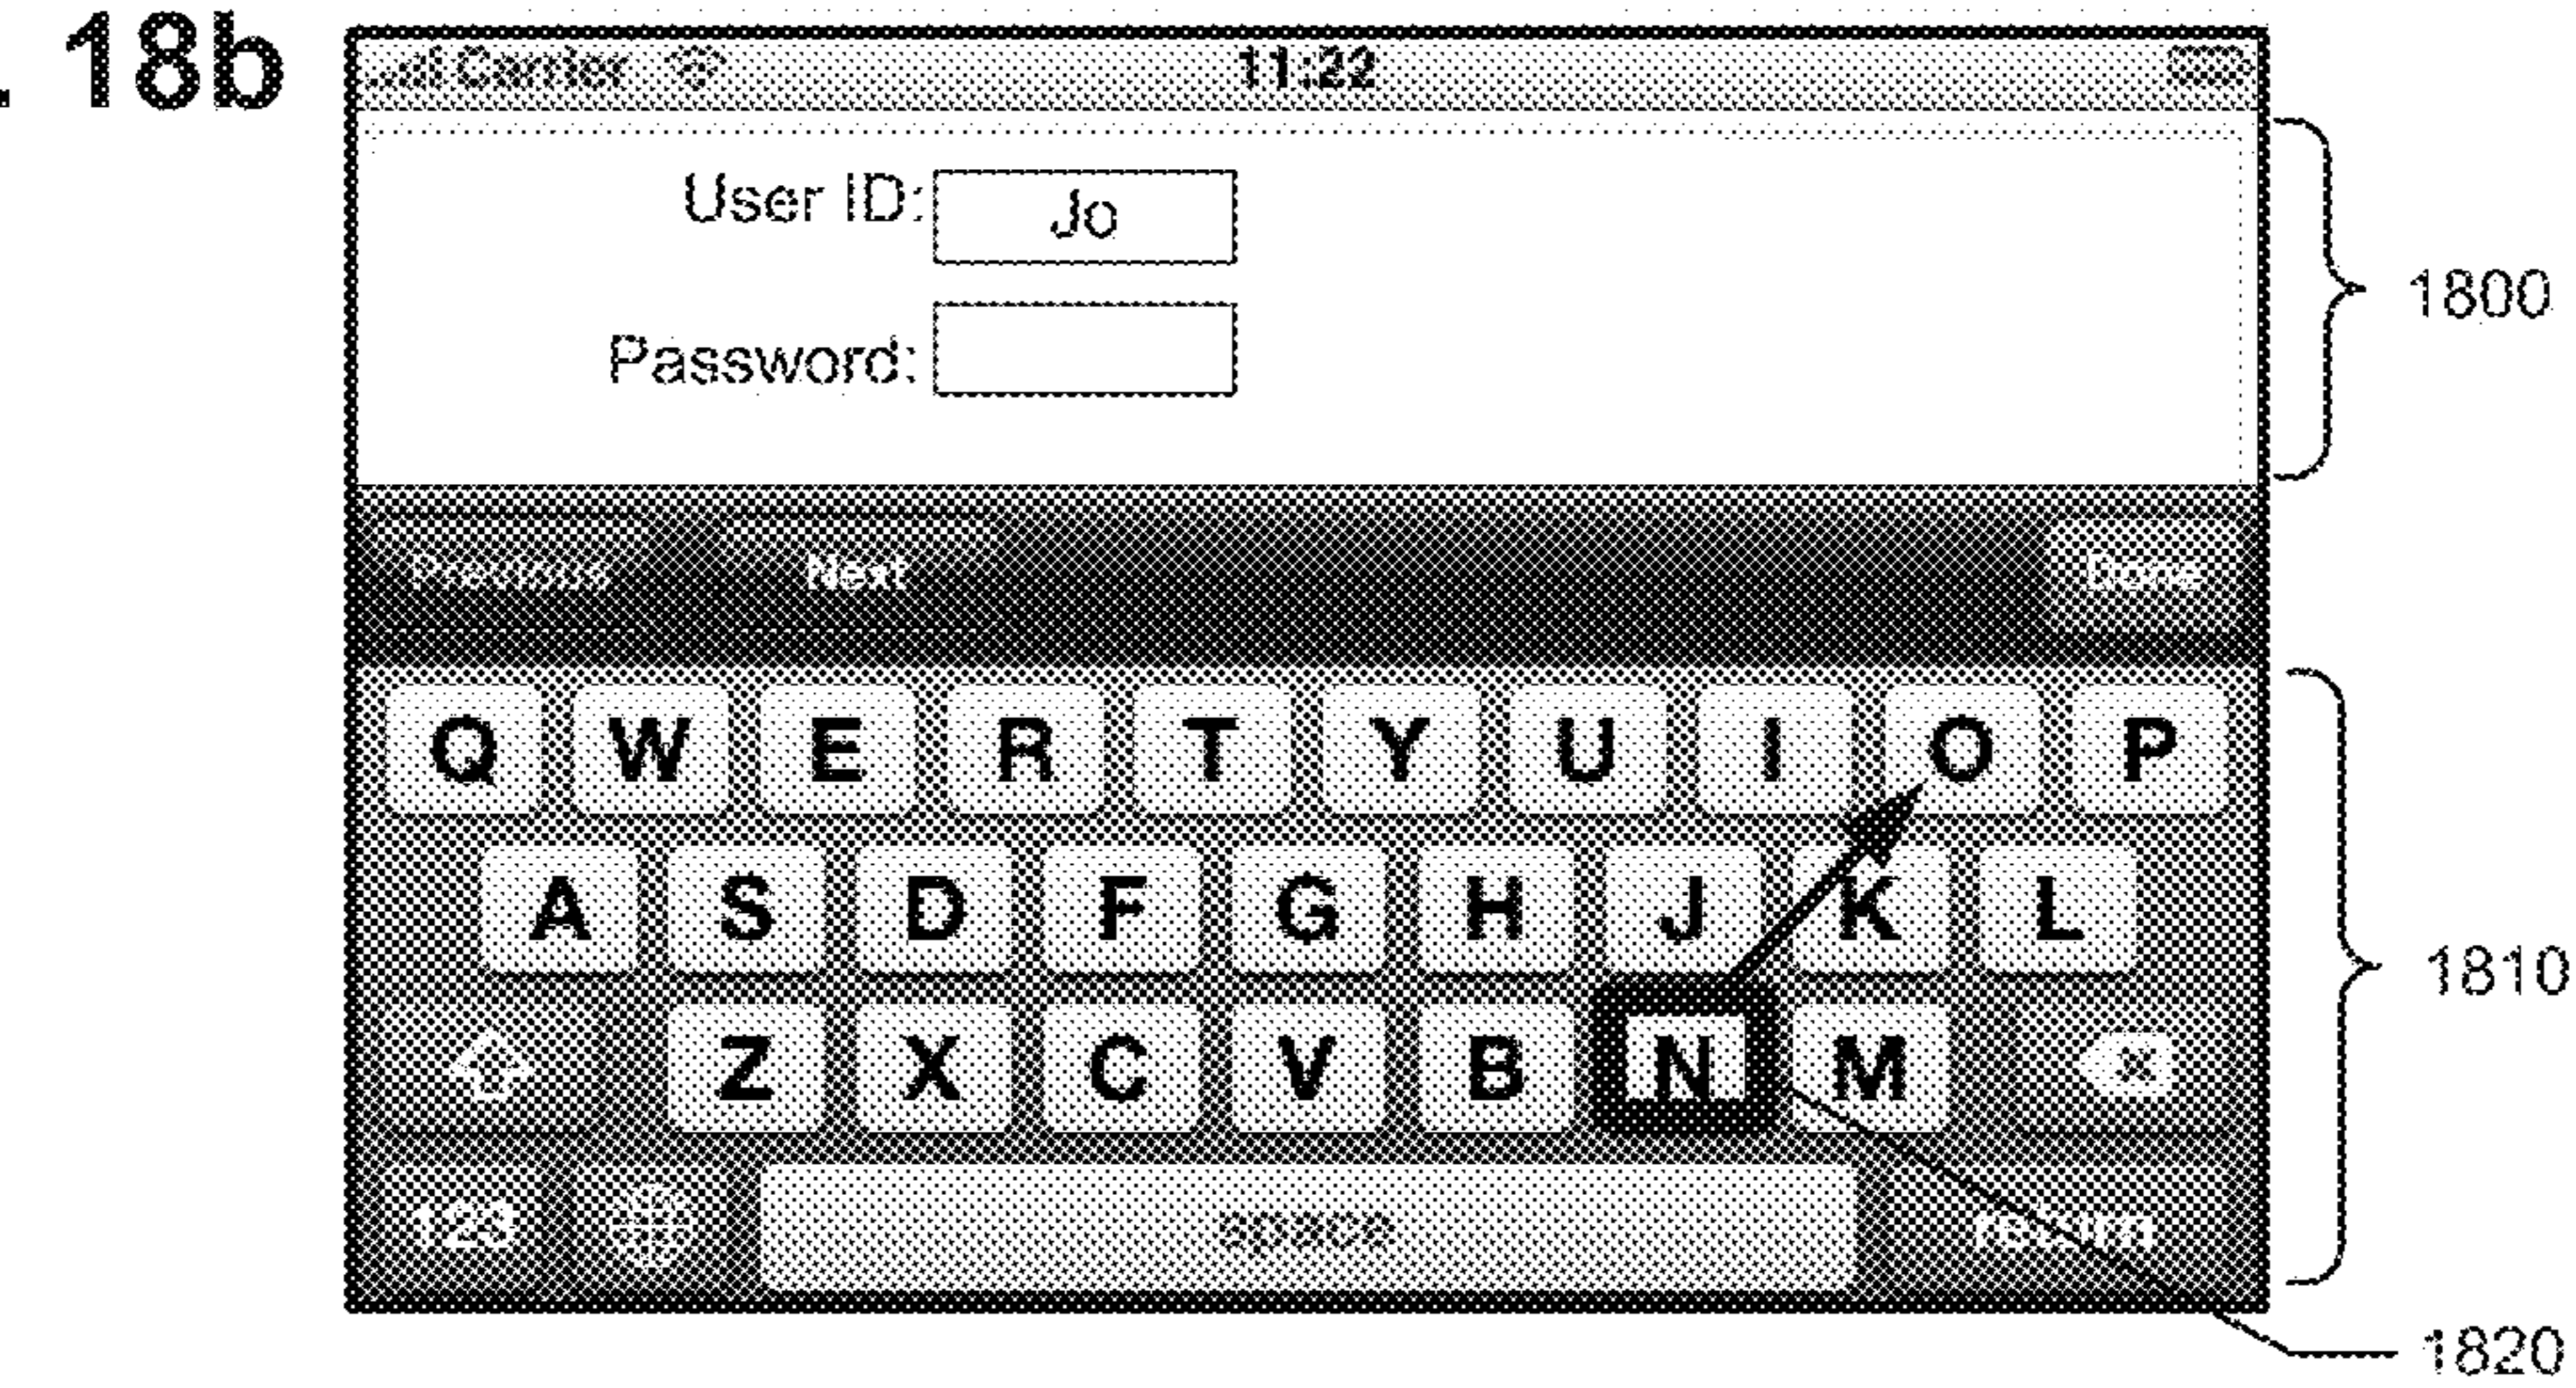 . 18b
Carrier 11:22
User ID: Jo
1800
Password:
Previous Next Done
Q W E R T Y U I O P
A S D F G H J K L
1810
Z X C V B N M
123 space return
1820